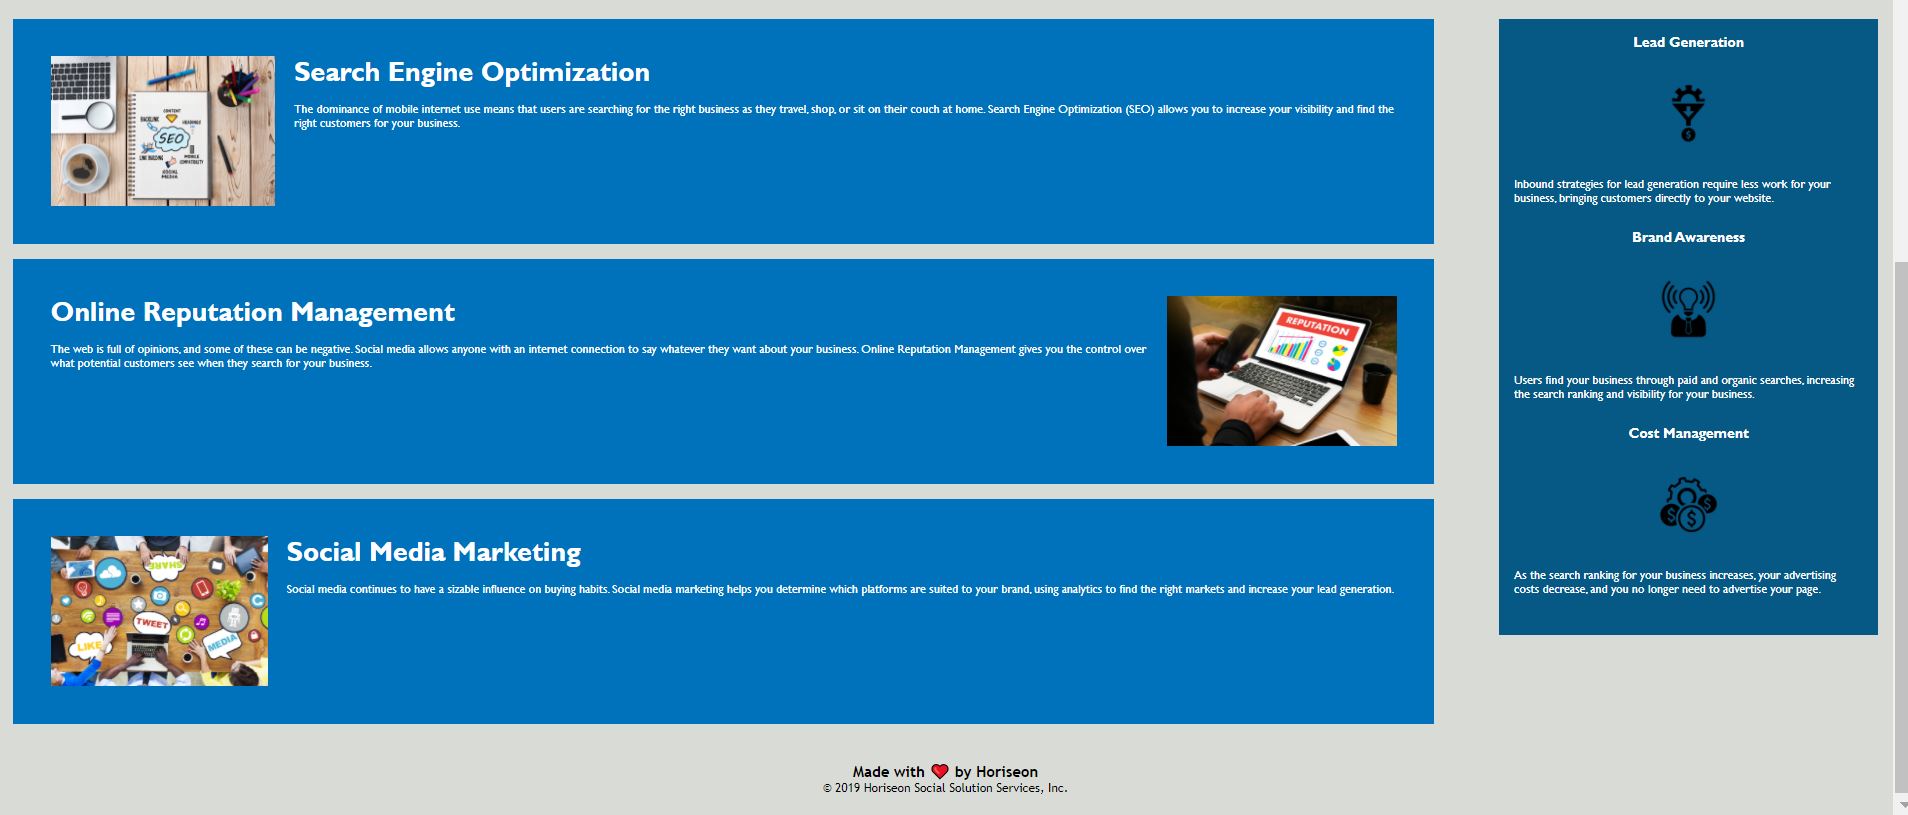 Search Engine Optimization
The dominance of mobile internet use means that users are searching for the right business as they travel, shop, or sit on their couch at home. Search Engine Optimization (SEO) allows you to increase your visibility and find the
right customers for your business.
CONTENT
BACKLINK
HEADINGS
SEO
LINK BUILDING
MOBILE
COMPATIBILITY
SOCIAL
MEDIA
Online Reputation Management
The web is full of opinions, and some of these can be negative. Social media allows anyone with an internet connection to say whatever they want about your business. Online Reputation Management gives you the control over
what potential customers see when they search for your business.
REPUTATION
Social Media Marketing
Social media continues to have a sizable influence on buying habits. Social media marketing helps you determine which platforms are suited to your brand, using analytics to find the right markets and increase your lead generation.
SHARE
TWEET
LIKE
MEDIA
Lead Generation
$
Inbound strategies for lead generation require less work for your
business, bringing customers directly to your website.
Brand Awareness
Users find your business through paid and organic searches, increasing
the search ranking and visibility for your business.
Cost Management
$ $ $
As the search ranking for your business increases, your advertising
costs decrease, and you no longer need to advertise your page.
Made with ❤️ by Horiseon
© 2019 Horiseon Social Solution Services, Inc.